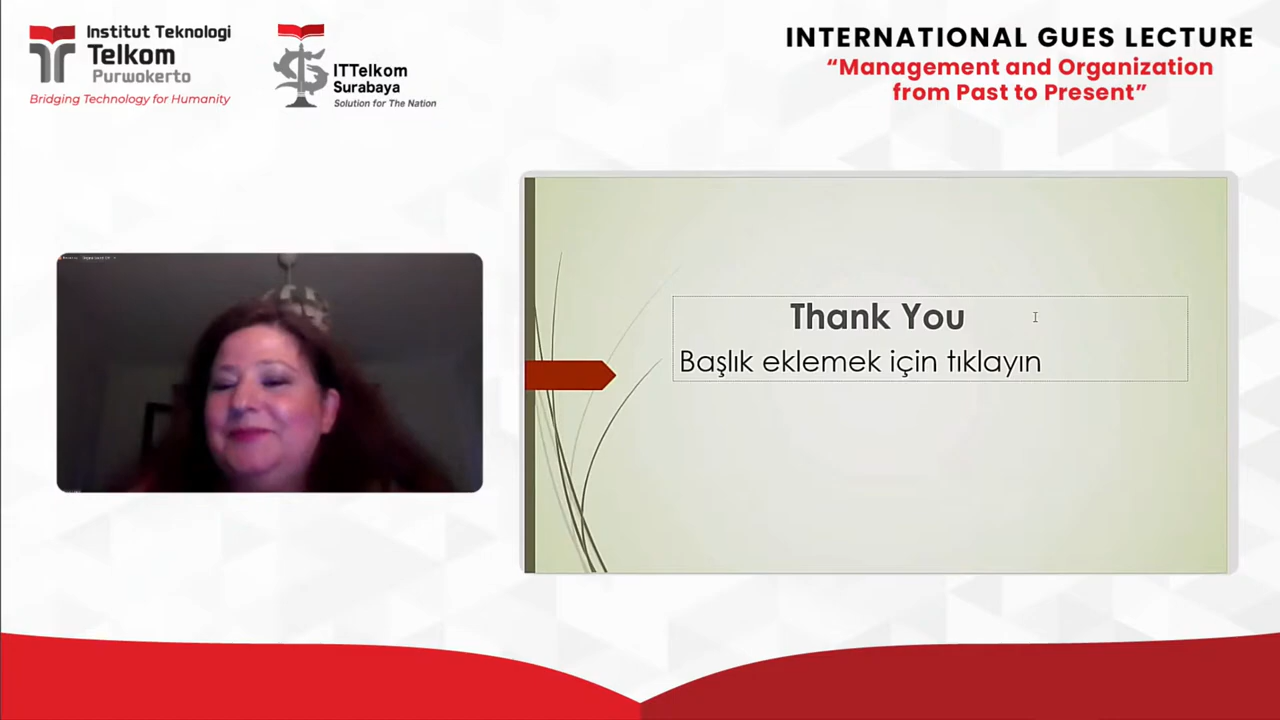 Institut Teknologi
Telkom
Purwokerto
Bridging Technology for Humanity
ITTelkom
Surabaya
Solution for The Nation
INTERNATIONAL GUES LECTURE
“Management and Organization
from Past to Present”
Thank You
Başlık eklemek için tıklayın